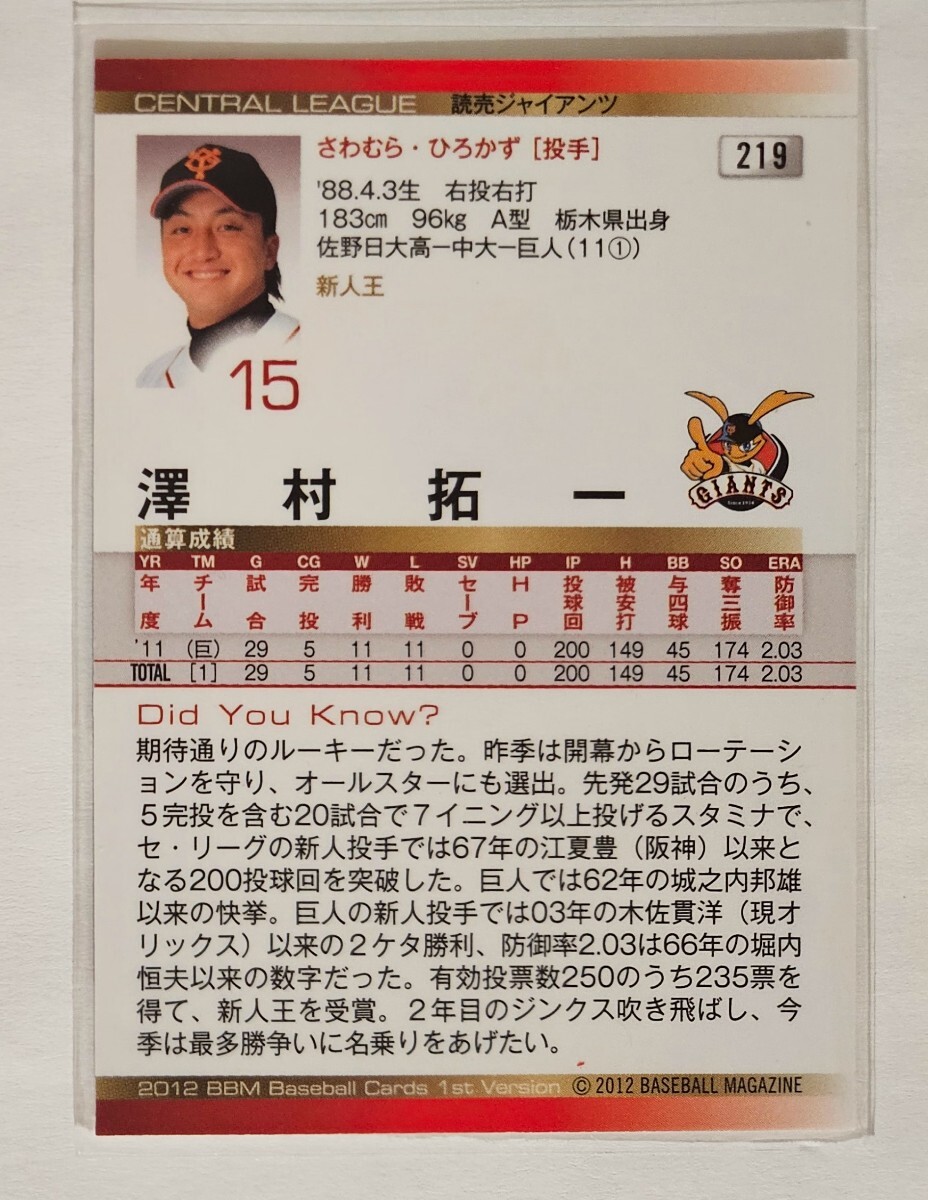 CENTRAL LEAGUE 読売ジャイアンツ
さわむら・ひろかず［投手］
219
'88.4.3生 右投右打
183cm 96kg A型 栃木県出身
佐野日大高ー中大ー巨人（11①）
新人王
15
GIANTS
Since 1934
澤村拓一
通算成績
YR TM G CG W L SV HP IP H BB SO ERA
年度 チーム 試合 完投 勝利 敗戦 セーブ HP 投球回 被安打 与四球 奪三振 防御率
'11 (巨) 29 5 11 11 0 0 200 149 45 174 2.03
TOTAL [1] 29 5 11 11 0 0 200 149 45 174 2.03
Did You Know?
期待通りのルーキーだった。昨季は開幕からローテーシ
ョンを守り、オールスターにも選出。先発29試合のうち、
５完投を含む20試合で７イニング以上投げるスタミナで、
セ・リーグの新人投手では67年の江夏豊（阪神）以来と
なる200投球回を突破した。巨人では62年の城之内邦雄
以来の快挙。巨人の新人投手では03年の木佐貫洋（現オ
リックス）以来の２ケタ勝利、防御率2.03は66年の堀内
恒夫以来の数字だった。有効投票数250のうち235票を
得て、新人王を受賞。２年目のジンクス吹き飛ばし、今
季は最多勝争いに名乗りをあげたい。
2012 BBM Baseball Cards 1st Version © 2012 BASEBALL MAGAZINE